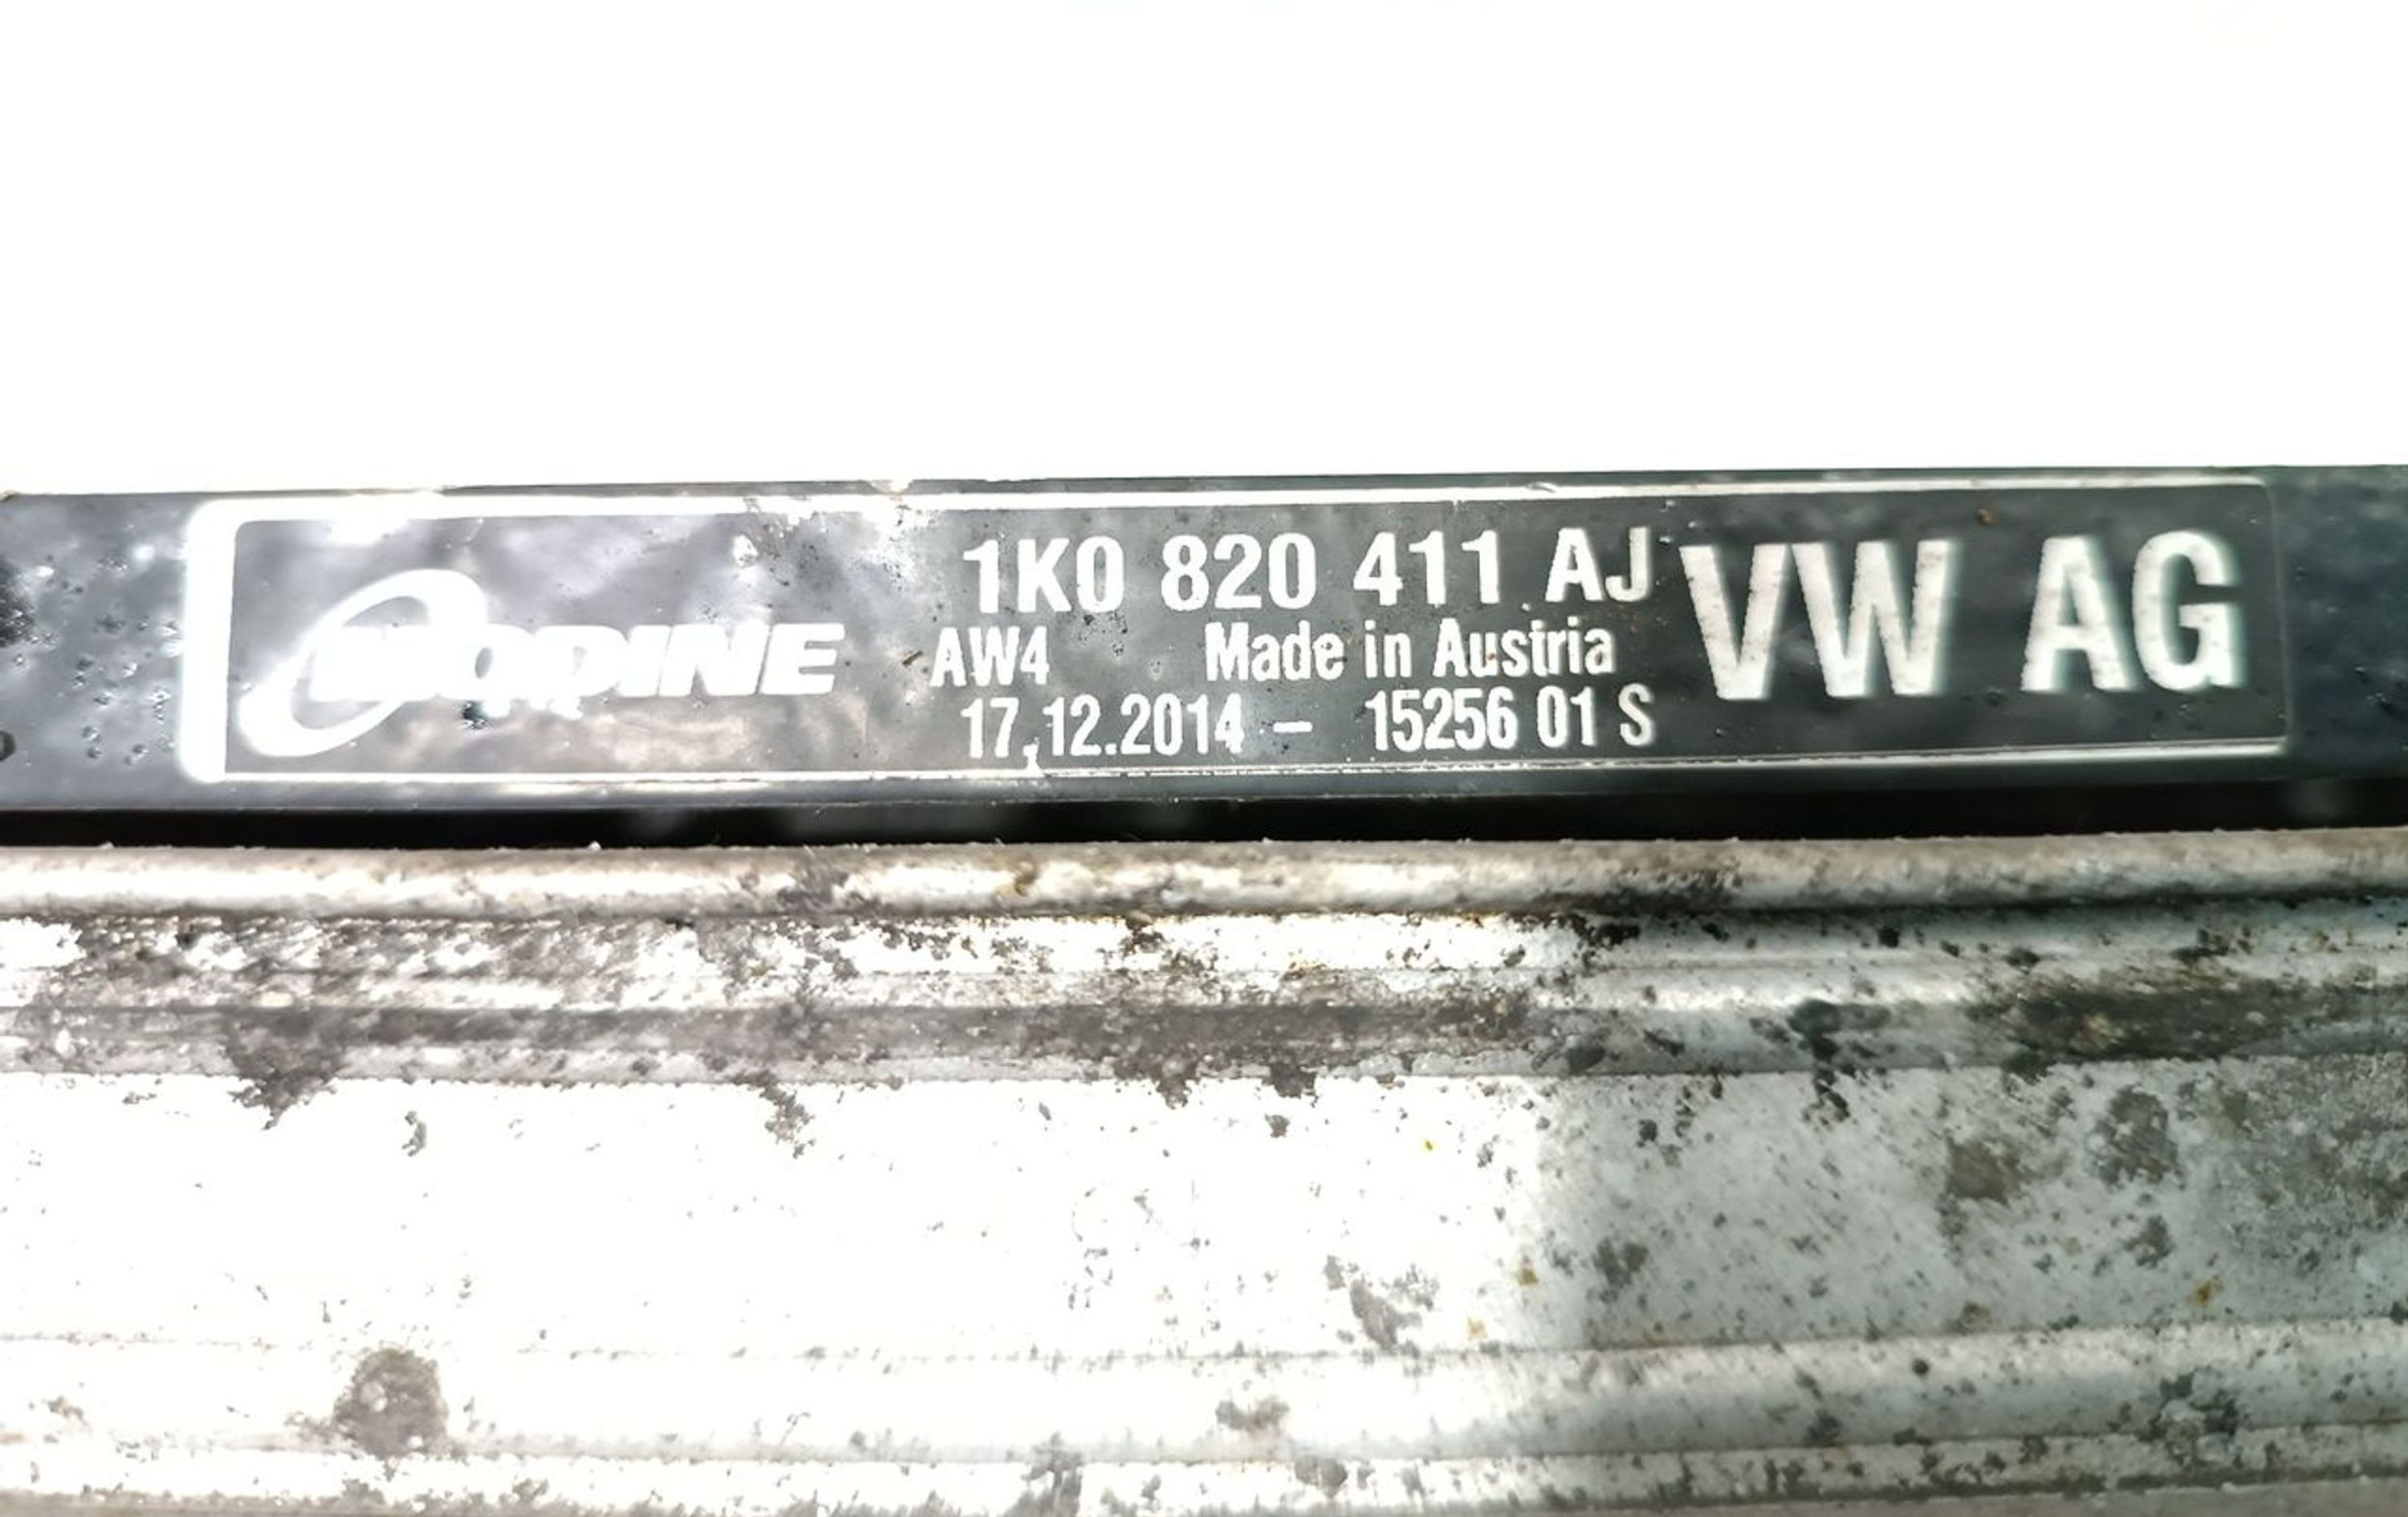 MODINE
1K0 820 411 AJ
VW AG
AW4 Made in Austria
17.12.2014 – 15256 01 S